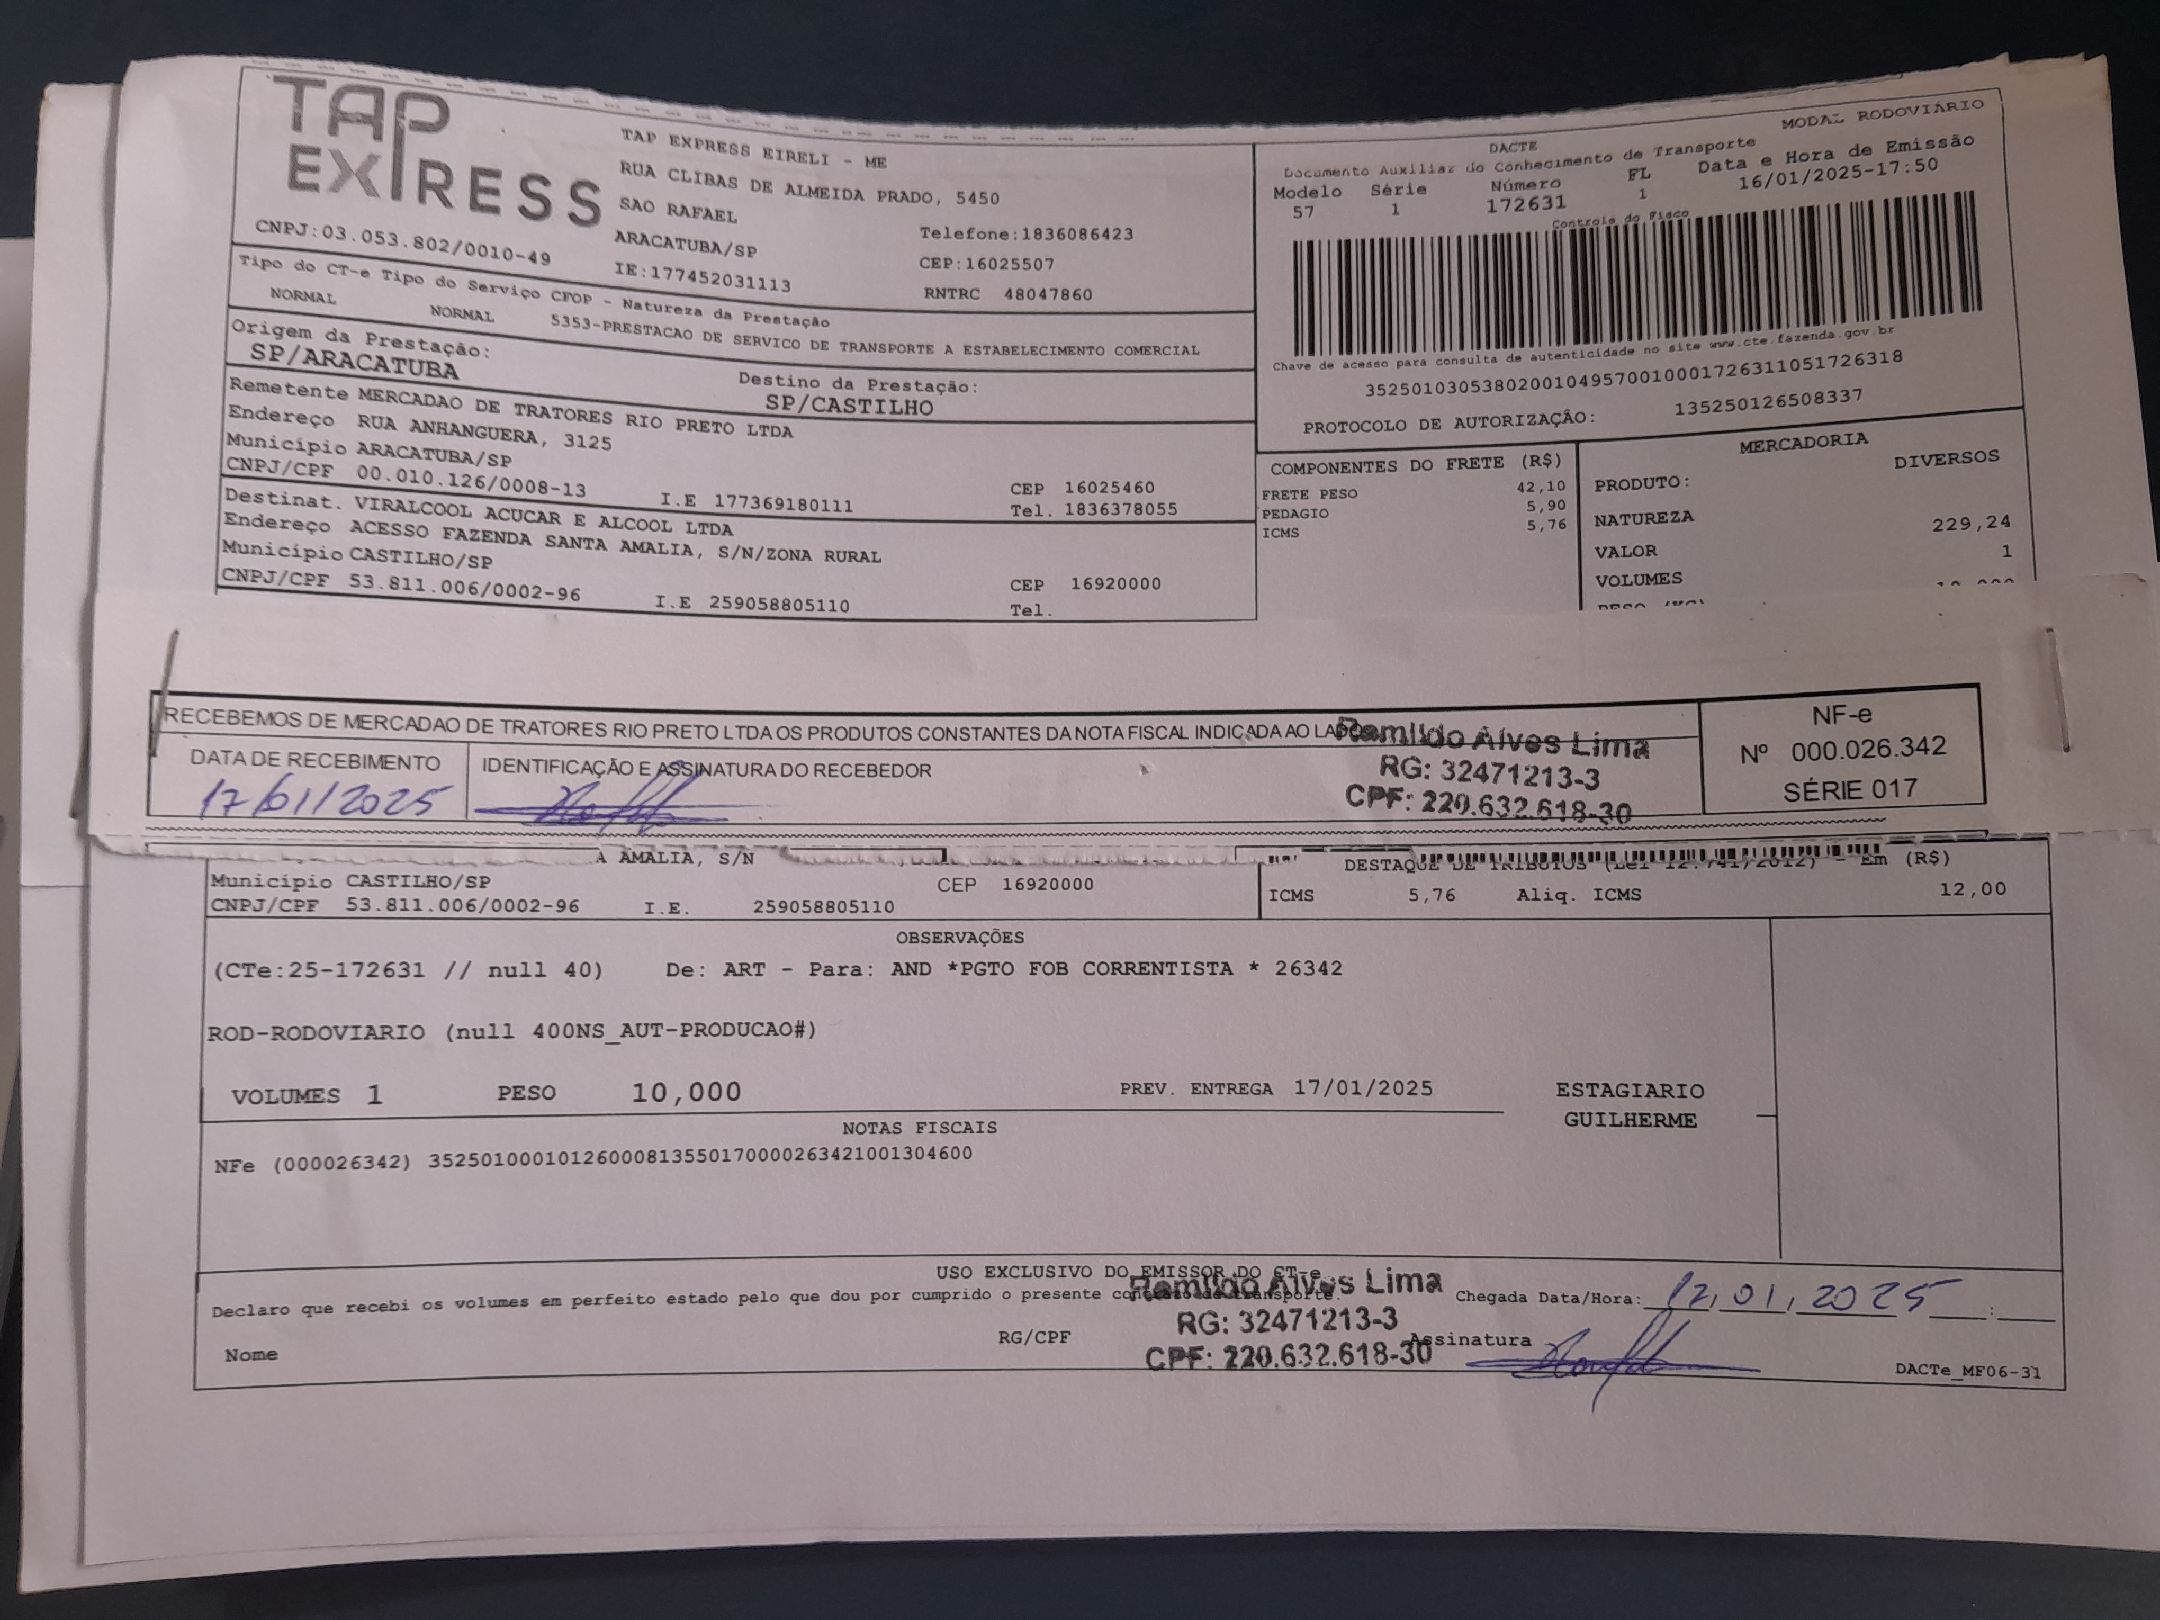 TAP EXPRESS
TAP EXPRESS EIRELI - ME
RUA CLIBAS DE ALMEIDA PRADO, 5450
SAO RAFAEL
ARACATUBA/SP
IE:177452031113
Telefone:1836086423
CEP:16025507
RNTRC 48047860
CNPJ:03.053.802/0010-49
Tipo do CT-e Tipo do Serviço CFOP - Natureza da Prestação
NORMAL NORMAL 5353-PRESTACAO DE SERVICO DE TRANSPORTE A ESTABELECIMENTO COMERCIAL
Origem da Prestação:
SP/ARACATUBA
Destino da Prestação:
SP/CASTILHO
Remetente MERCADAO DE TRATORES RIO PRETO LTDA
Endereço RUA ANHANGUERA, 3125
Município ARACATUBA/SP
CNPJ/CPF 00.010.126/0008-13 I.E 177369180111
CEP 16025460
Tel. 1836378055
Destinat. VIRALCOOL ACUCAR E ALCOOL LTDA
Endereço ACESSO FAZENDA SANTA AMALIA, S/N/ZONA RURAL
Município CASTILHO/SP
CNPJ/CPF 53.811.006/0002-96 I.E 259058805110
CEP 16920000
Tel.
DACTE
MODAL RODOVIÁRIO
Documento Auxiliar do Conhecimento de Transporte
Modelo Série Número FL Data e Hora de Emissão
57 1 172631 1 16/01/2025-17:50
Controle do Fisco
Chave de acesso para consulta de autenticidade no site www.cte.fazenda.gov.br
35250103053802001049570010001726311051726318
PROTOCOLO DE AUTORIZAÇÃO: 135250126508337
COMPONENTES DO FRETE (R$)
FRETE PESO 42,10
PEDAGIO 5,90
ICMS 5,76
MERCADORIA
PRODUTO: DIVERSOS
NATUREZA
VALOR 229,24
VOLUMES 1
RECEBEMOS DE MERCADAO DE TRATORES RIO PRETO LTDA OS PRODUTOS CONSTANTES DA NOTA FISCAL INDICADA AO LADO
DATA DE RECEBIMENTO
17/01/2025
IDENTIFICAÇÃO E ASSINATURA DO RECEBEDOR
Ramildo Alves Lima
RG: 32471213-3
CPF: 220.632.618-30
NF-e
Nº 000.026.342
SÉRIE 017
A AMALIA, S/N
Município CASTILHO/SP CEP 16920000
CNPJ/CPF 53.811.006/0002-96 I.E. 259058805110
DESTAQUE DE TRIBUTOS (Lei 12.741/2012) - Em (R$)
ICMS 5,76 Aliq. ICMS 12,00
OBSERVAÇÕES
(CTe:25-172631 // null 40) De: ART - Para: AND *PGTO FOB CORRENTISTA * 26342
ROD-RODOVIARIO (null 400NS_AUT-PRODUCAO#)
VOLUMES 1 PESO 10,000 PREV. ENTREGA 17/01/2025
ESTAGIARIO
GUILHERME
NOTAS FISCAIS
NFe (000026342) 35250100010126000813550170000263421001304600
USO EXCLUSIVO DO EMISSOR DO CT-e
Declaro que recebi os volumes em perfeito estado pelo que dou por cumprido o presente contrato de transporte.
Nome RG/CPF
Ramildo Alves Lima
RG: 32471213-3
CPF: 220.632.618-30
Chegada Data/Hora: 17,01,2025 :
Assinatura
DACTe_MF06-31